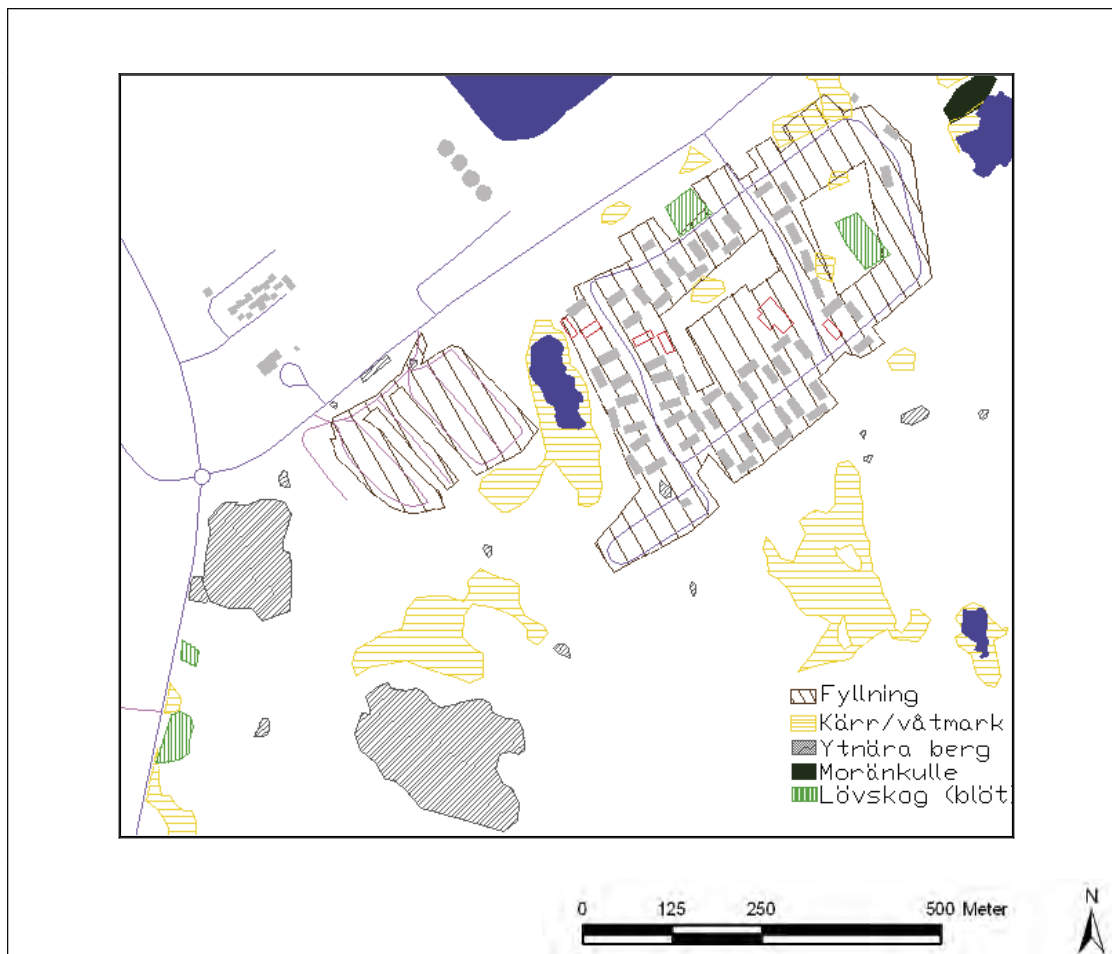 Fyllning
Kärr/våtmark
Ytnära berg
Moränkulle
Lövskog (blöt)
0 125 250 500 Meter
N